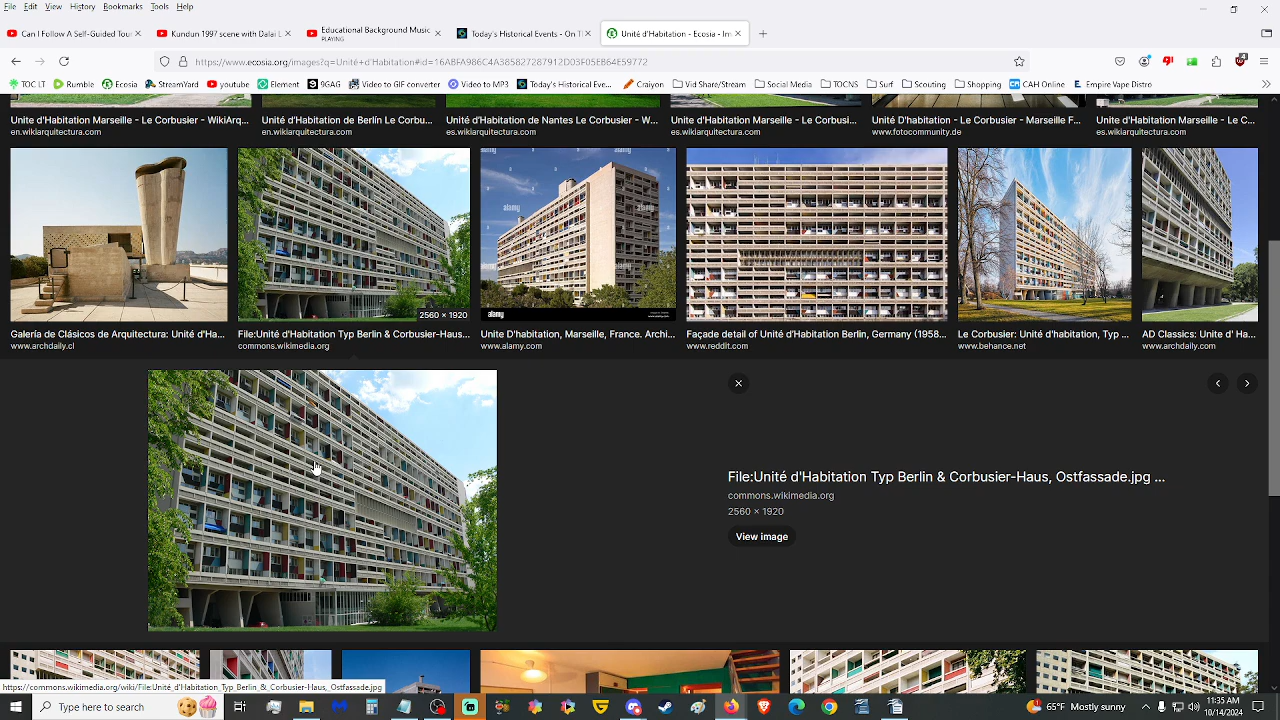 File Edit View History Bookmarks Tools Help
Can I Follow A Self-Guided Tour
Kundun 1997 scene with Dalai L
Educational Background Music
PLAYING
Today's Historical Events - On T
Unité d'Habitation - Ecosia - Im
TOC LT
Rumble
Ecosia
StreamYard
youtube
Element
9GAG
Video to GIF converter
Video to MP3
Today's Historical Eve...
Craiyon
Vid Share/Stream
Social Media
TOCNS
Surf
Scouting
Shopping
CAH Online
Empire Vape Distro
Unite d'Habitation Marseille - Le Corbusier - WikiArq...
en.wikiarquitectura.com
Unité d'Habitation de Berlín Le Corbu...
en.wikiarquitectura.com
Unité d'Habitation de Nantes Le Corbusier - W...
es.wikiarquitectura.com
Unite d'Habitation Marseille - Le Corbusi...
es.wikiarquitectura.com
Unité D'habitation - Le Corbusier - Marseille F...
www.fotocommunity.de
Unite d'Habitation Marseille - Le C...
es.wikiarquitectura.com
alamy
2560 × 1920
Galería de Clásicos de Arquitectura: Unité d'Ha...
www.archdaily.cl
File:Unité d'Habitation Typ Berlin & Corbusier-Haus...
commons.wikimedia.org
Unite D'habitation, Marseille, France. Archi...
www.alamy.com
Façade detail of Unité d'Habitation Berlin, Germany (1958...
www.reddit.com
Le Corbusier: Unité d'habitation, Typ ...
www.behance.net
AD Classics: Unite d' Ha...
www.archdaily.com
File:Unité d'Habitation Typ Berlin & Corbusier-Haus, Ostfassade.jpg ...
commons.wikimedia.org
2560 × 1920
View image
https://commons.wikimedia.org/wiki/File:Unité_d'Habitation_Typ_Berlin_&_Corbusier-Haus,_Ostfassade.jpg
Type here to search
65°F Mostly sunny
11:35 AM
10/14/2024